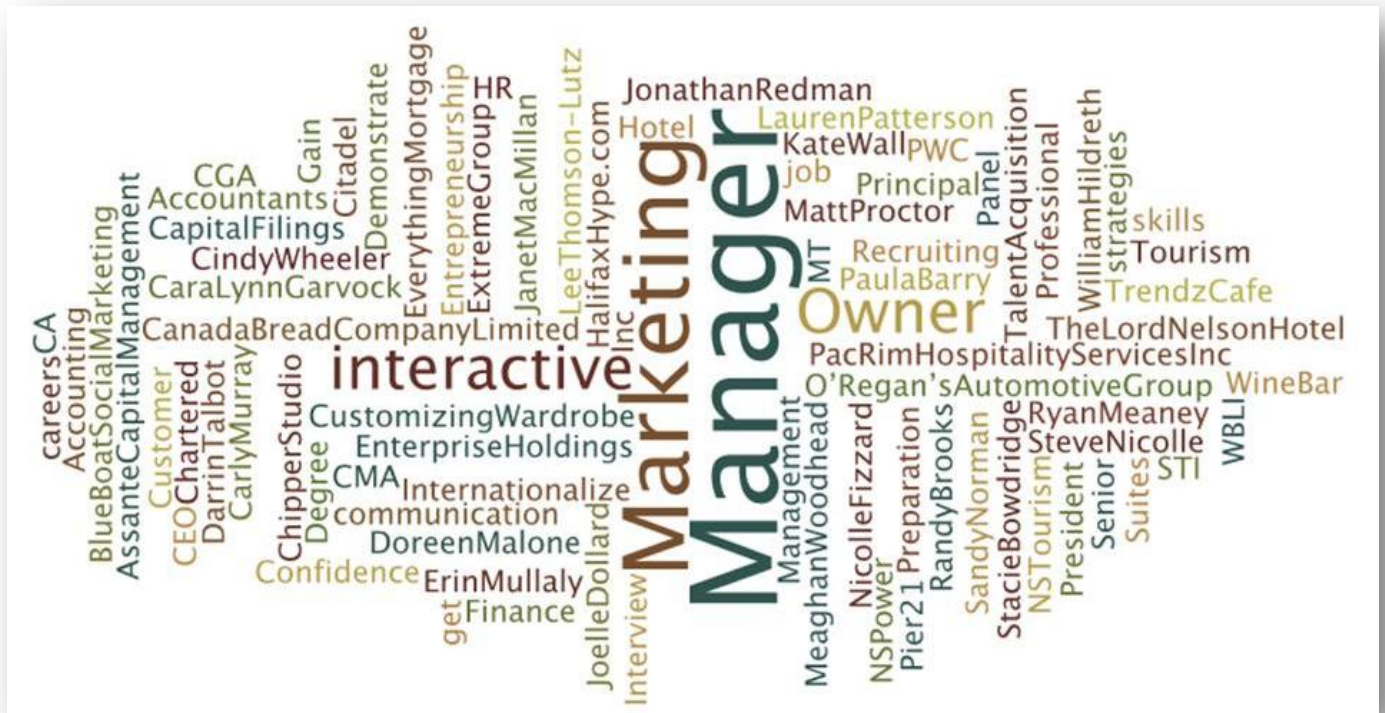 careersCA
Accounting
BlueBoatSocialMarketing
AssanteCapitalManagement
CGA
Accountants
CapitalFilings
CindyWheeler
CaraLynnGarvock
CanadaBreadCompanyLimited
Gain
Citadel
Demonstrate
EverythingMortgage
Entrepreneurship
HR
ExtremeGroup
JanetMacMillan
LeeThomson-Lutz
HalifaxHype.com
Inc
interactive
Customer
CEO
Chartered
DarrinTalbot
CarlyMurray
ChipperStudio
Degree
CustomizingWardrobe
EnterpriseHoldings
CMA
Internationalize
communication
DoreenMalone
Confidence
ErinMullaly
get
Finance
JoelleDollard
Interview
Marketing
Manager
JonathanRedman
Hotel
LaurenPatterson
KateWall
PWC
job
Principal
MattProctor
Panel
MT
Recruiting
PaulaBarry
Owner
TalentAcquisition
Professional
WilliamHildreth
strategies
skills
Tourism
TrendzCafe
TheLordNelsonHotel
PacRimHospitalityServicesInc
O'Regan'sAutomotiveGroup
WineBar
Management
MeaghanWoodhead
NicolleFizzard
NSPower
Preparation
Pier21
RandyBrooks
SandyNorman
StacieBowdridge
RyanMeaney
SteveNicolle
NSTourism
President
Senior
Suites
STI
WBLI